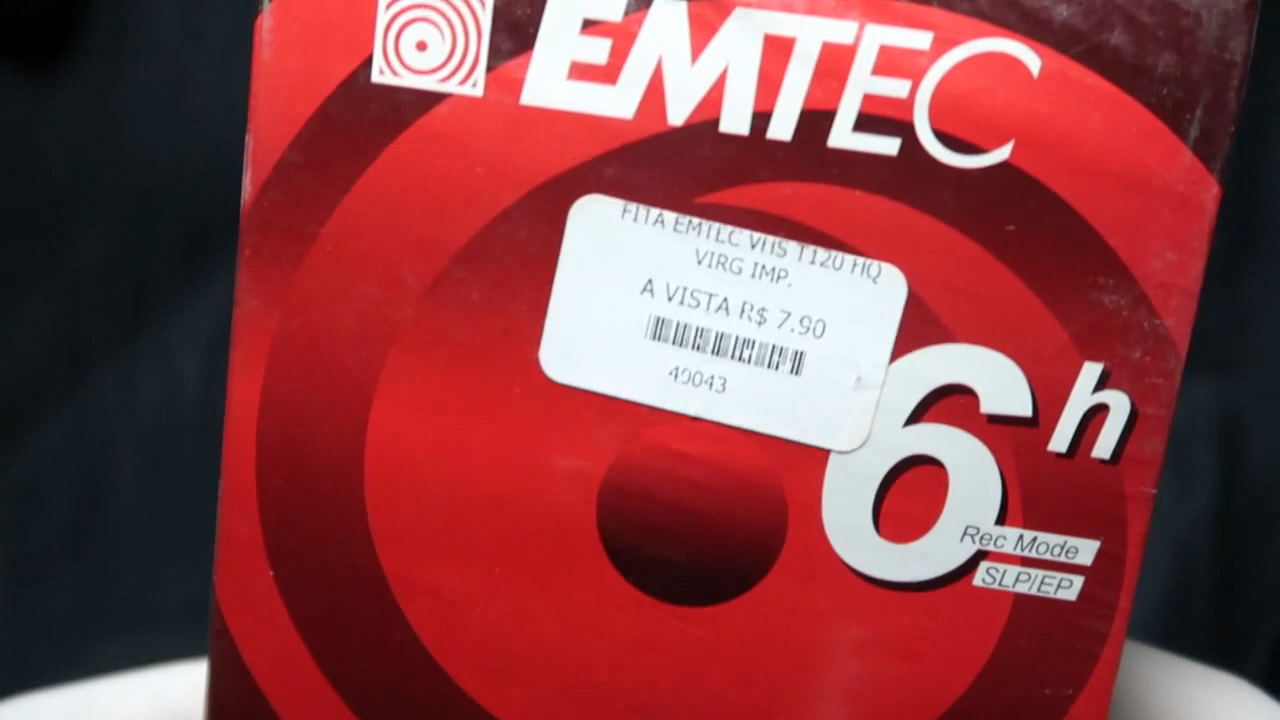 EMTEC
FITA EMTEC VHS T120 HQ
VIRG IMP.
A VISTA R$ 7.90
49043
6h
Rec Mode
SLP/EP